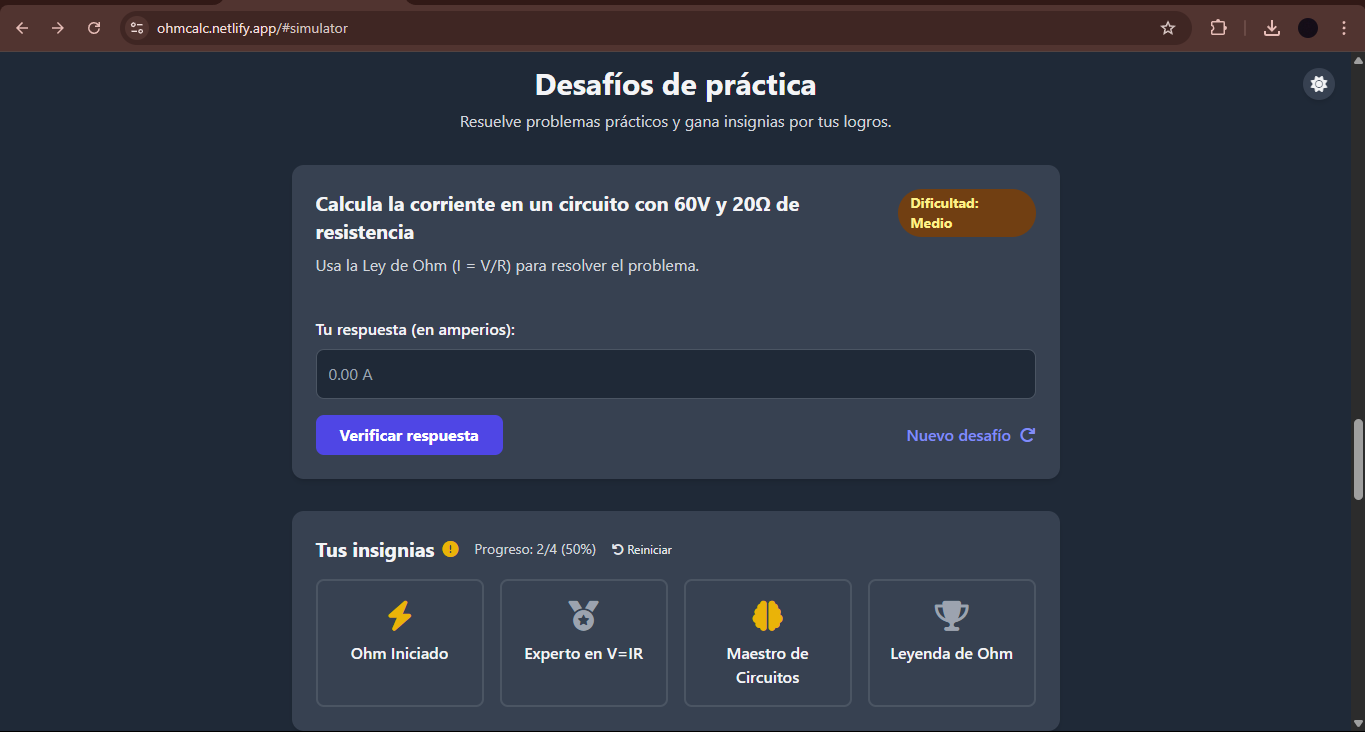 ohmcalc.netlify.app/#simulator
Desafíos de práctica
Resuelve problemas prácticos y gana insignias por tus logros.
Calcula la corriente en un circuito con 60V y 20Ω de
resistencia
Dificultad:
Medio
Usa la Ley de Ohm (I = V/R) para resolver el problema.
Tu respuesta (en amperios):
0.00 A
Verificar respuesta
Nuevo desafío
Tus insignias
Progreso: 2/4 (50%)
Reiniciar
Ohm Iniciado
Experto en V=IR
Maestro de
Circuitos
Leyenda de Ohm